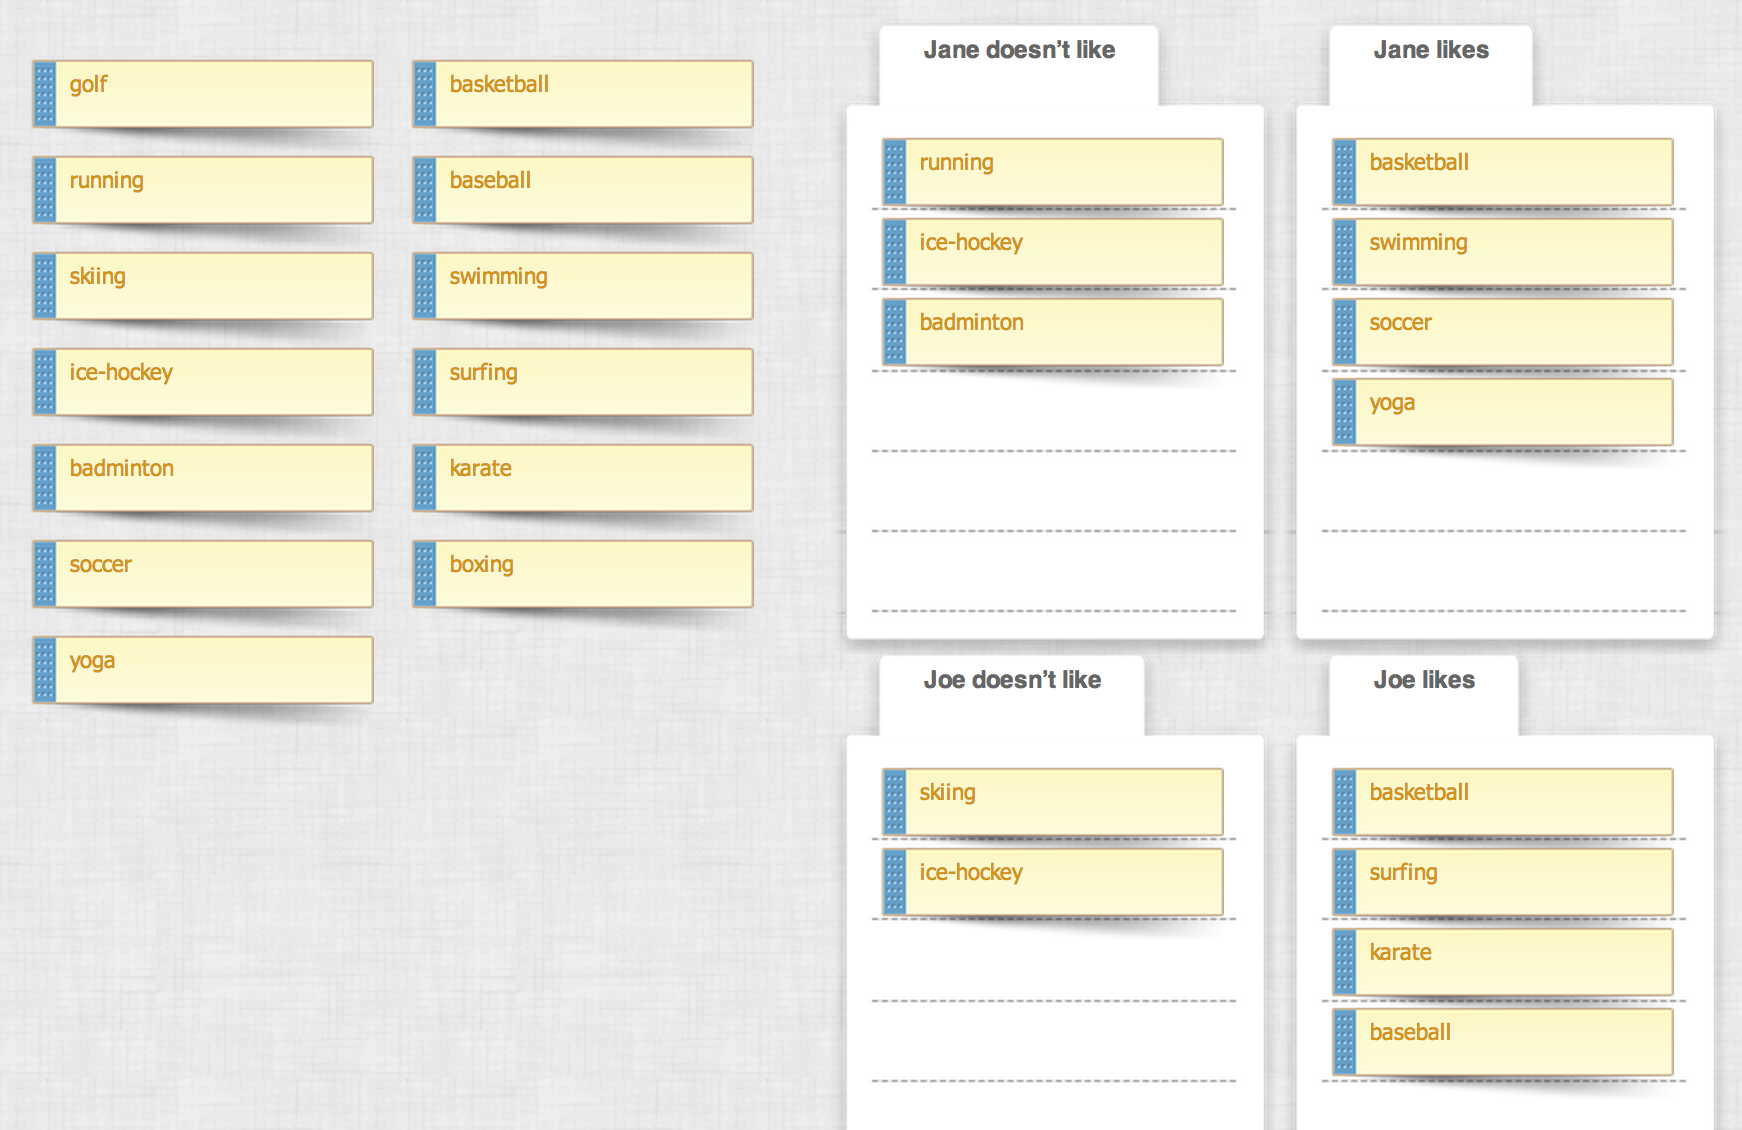 golf
running
skiing
ice-hockey
badminton
soccer
yoga
basketball
baseball
swimming
surfing
karate
boxing
Jane doesn’t like
running
ice-hockey
badminton
Jane likes
basketball
swimming
soccer
yoga
Joe doesn’t like
skiing
ice-hockey
Joe likes
basketball
surfing
karate
baseball